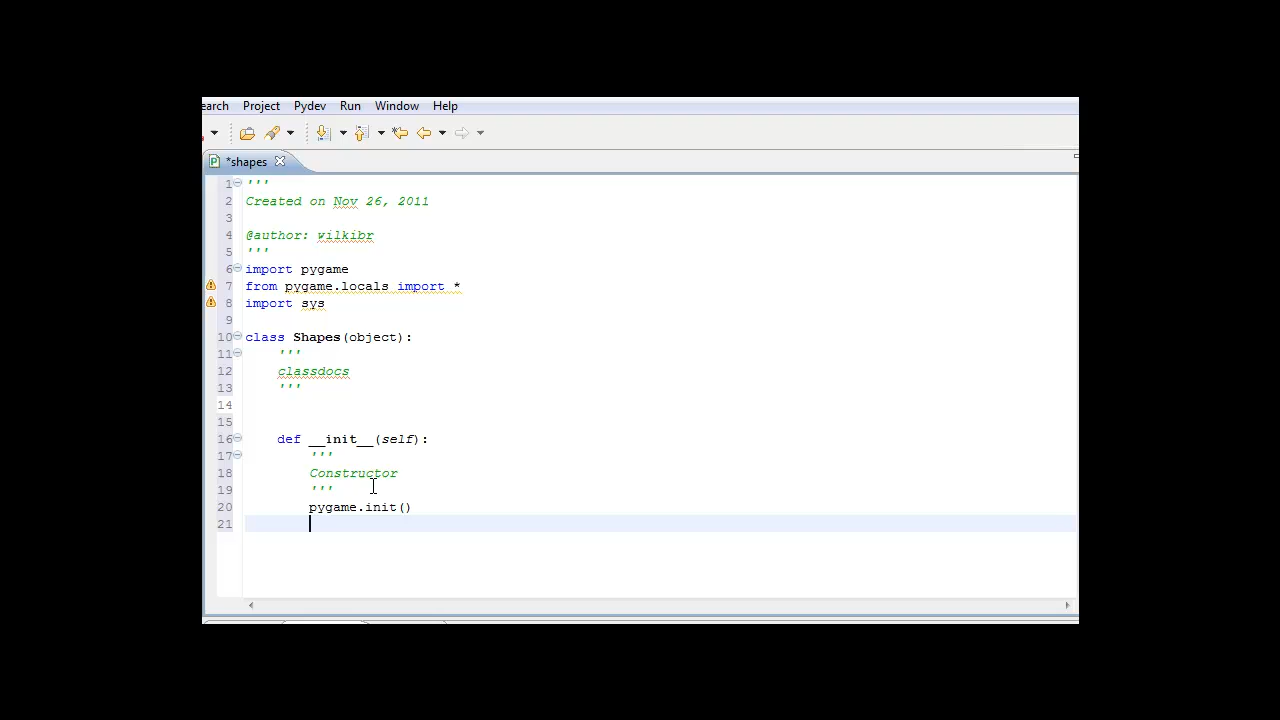 earch Project Pydev Run Window Help
*shapes
1 '''
2 Created on Nov 26, 2011
3
4 @author: wilkibr
5 '''
6 import pygame
7 from pygame.locals import *
8 import sys
9
10 class Shapes(object):
11     '''
12     classdocs
13     '''
14
15
16     def __init__(self):
17         '''
18         Constructor
19         '''
20         pygame.init()
21